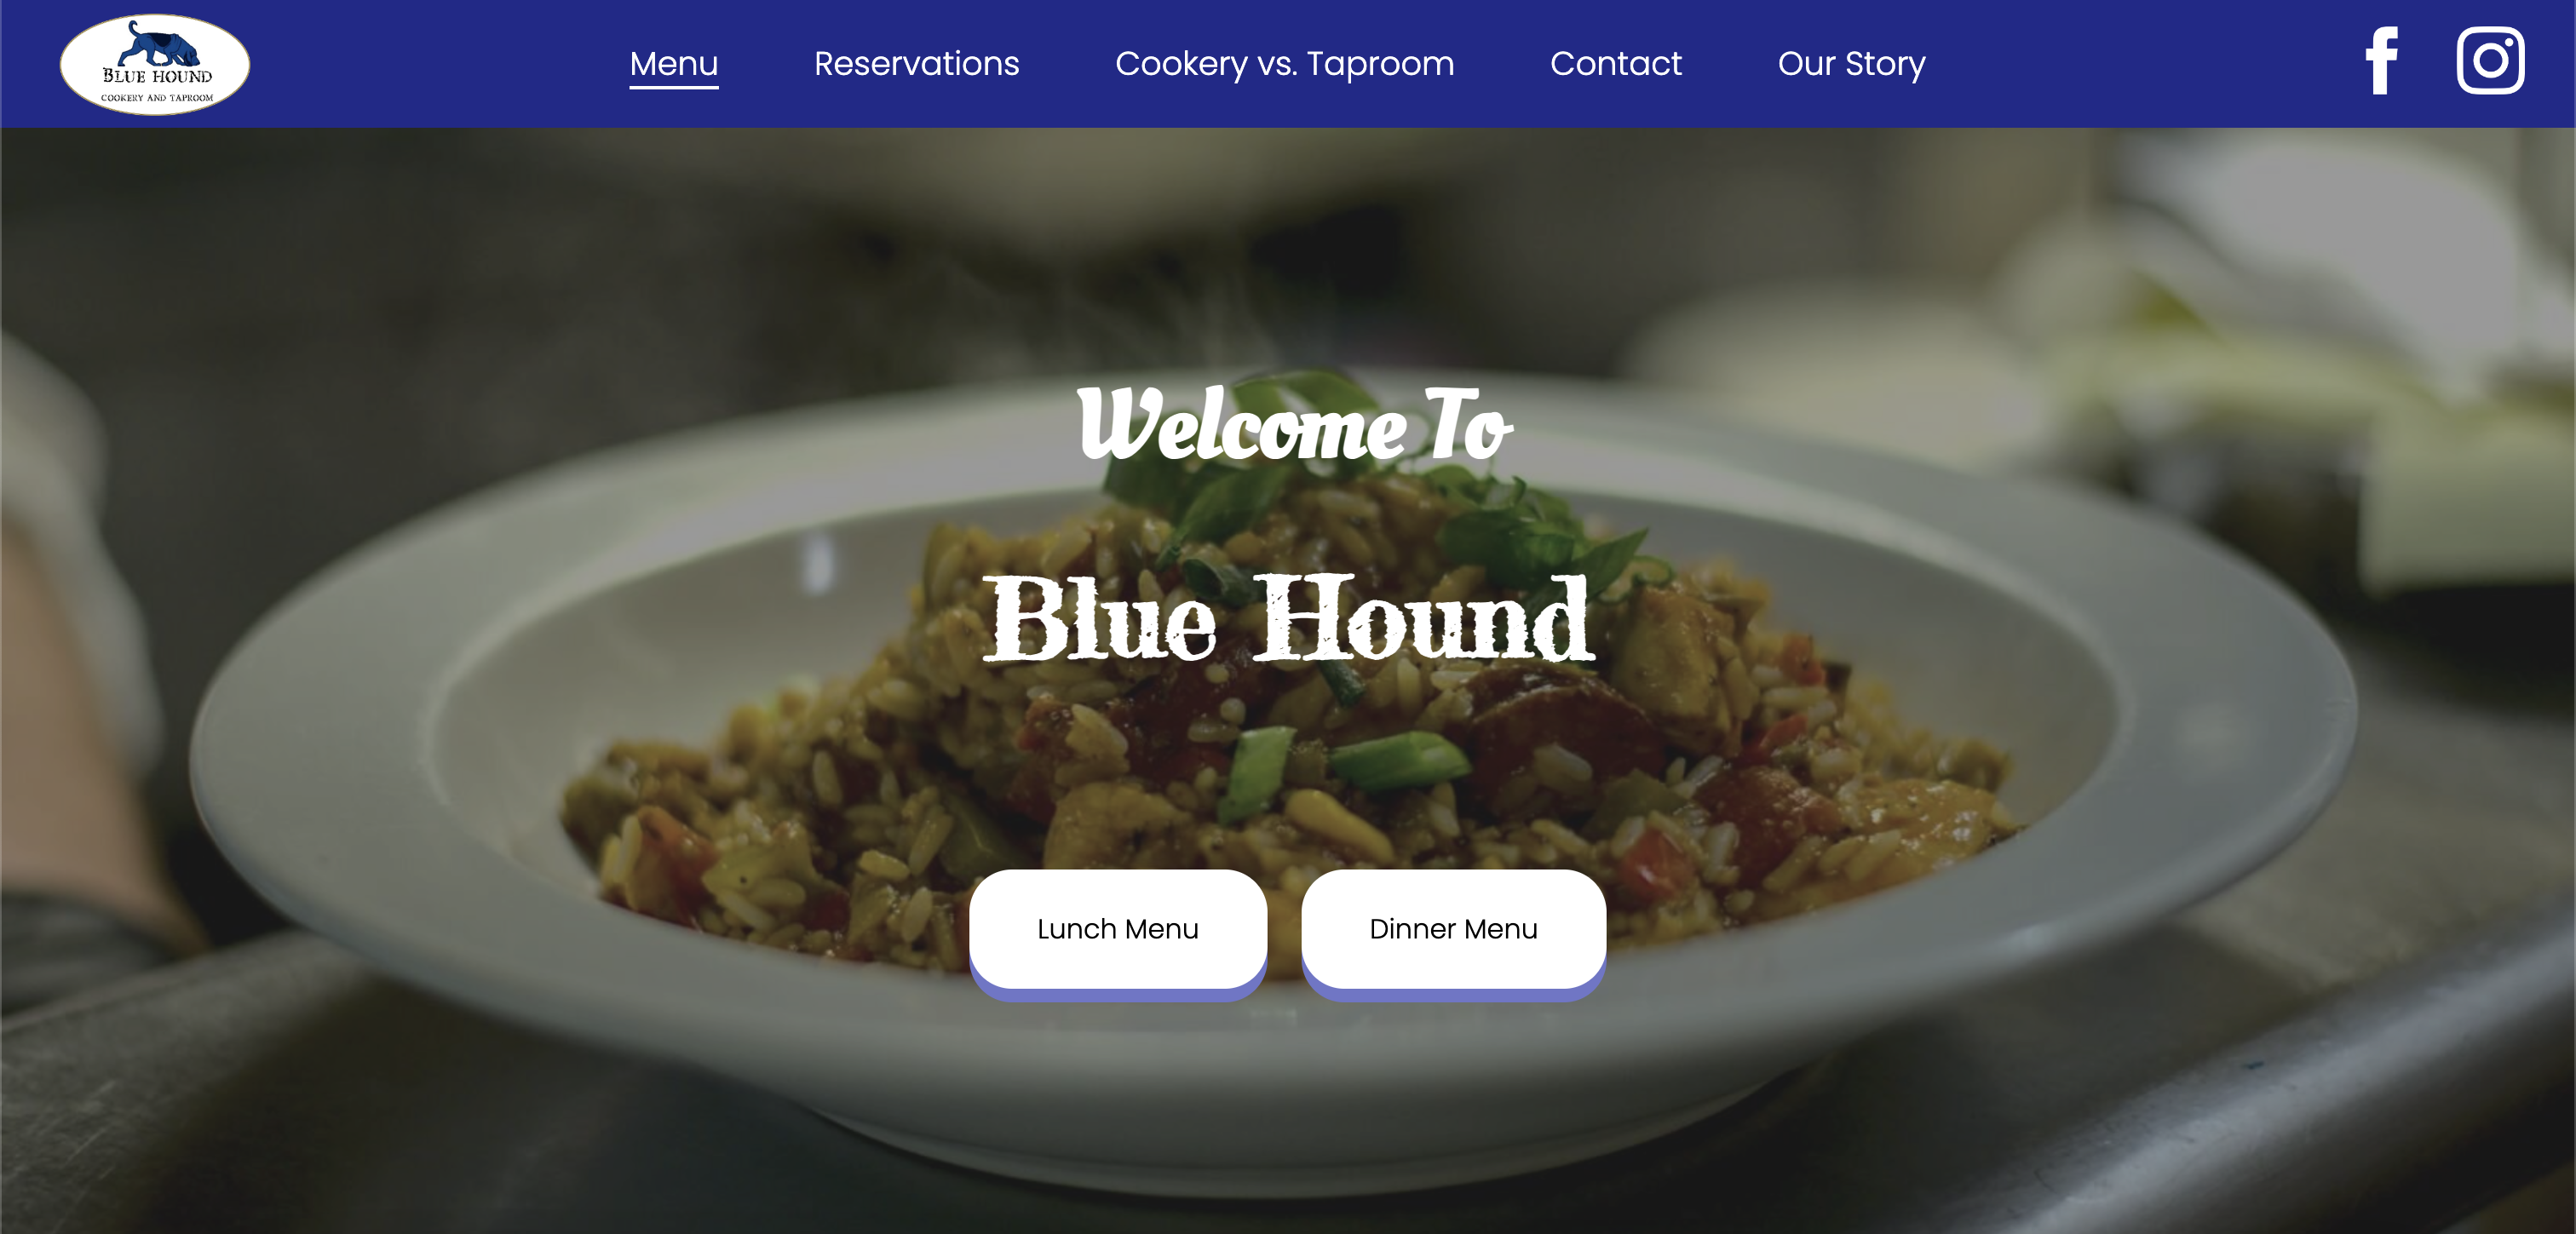 BLUE HOUND
COOKERY AND TAPROOM
Menu
Reservations
Cookery vs. Taproom
Contact
Our Story
Welcome To
Blue Hound
Lunch Menu
Dinner Menu